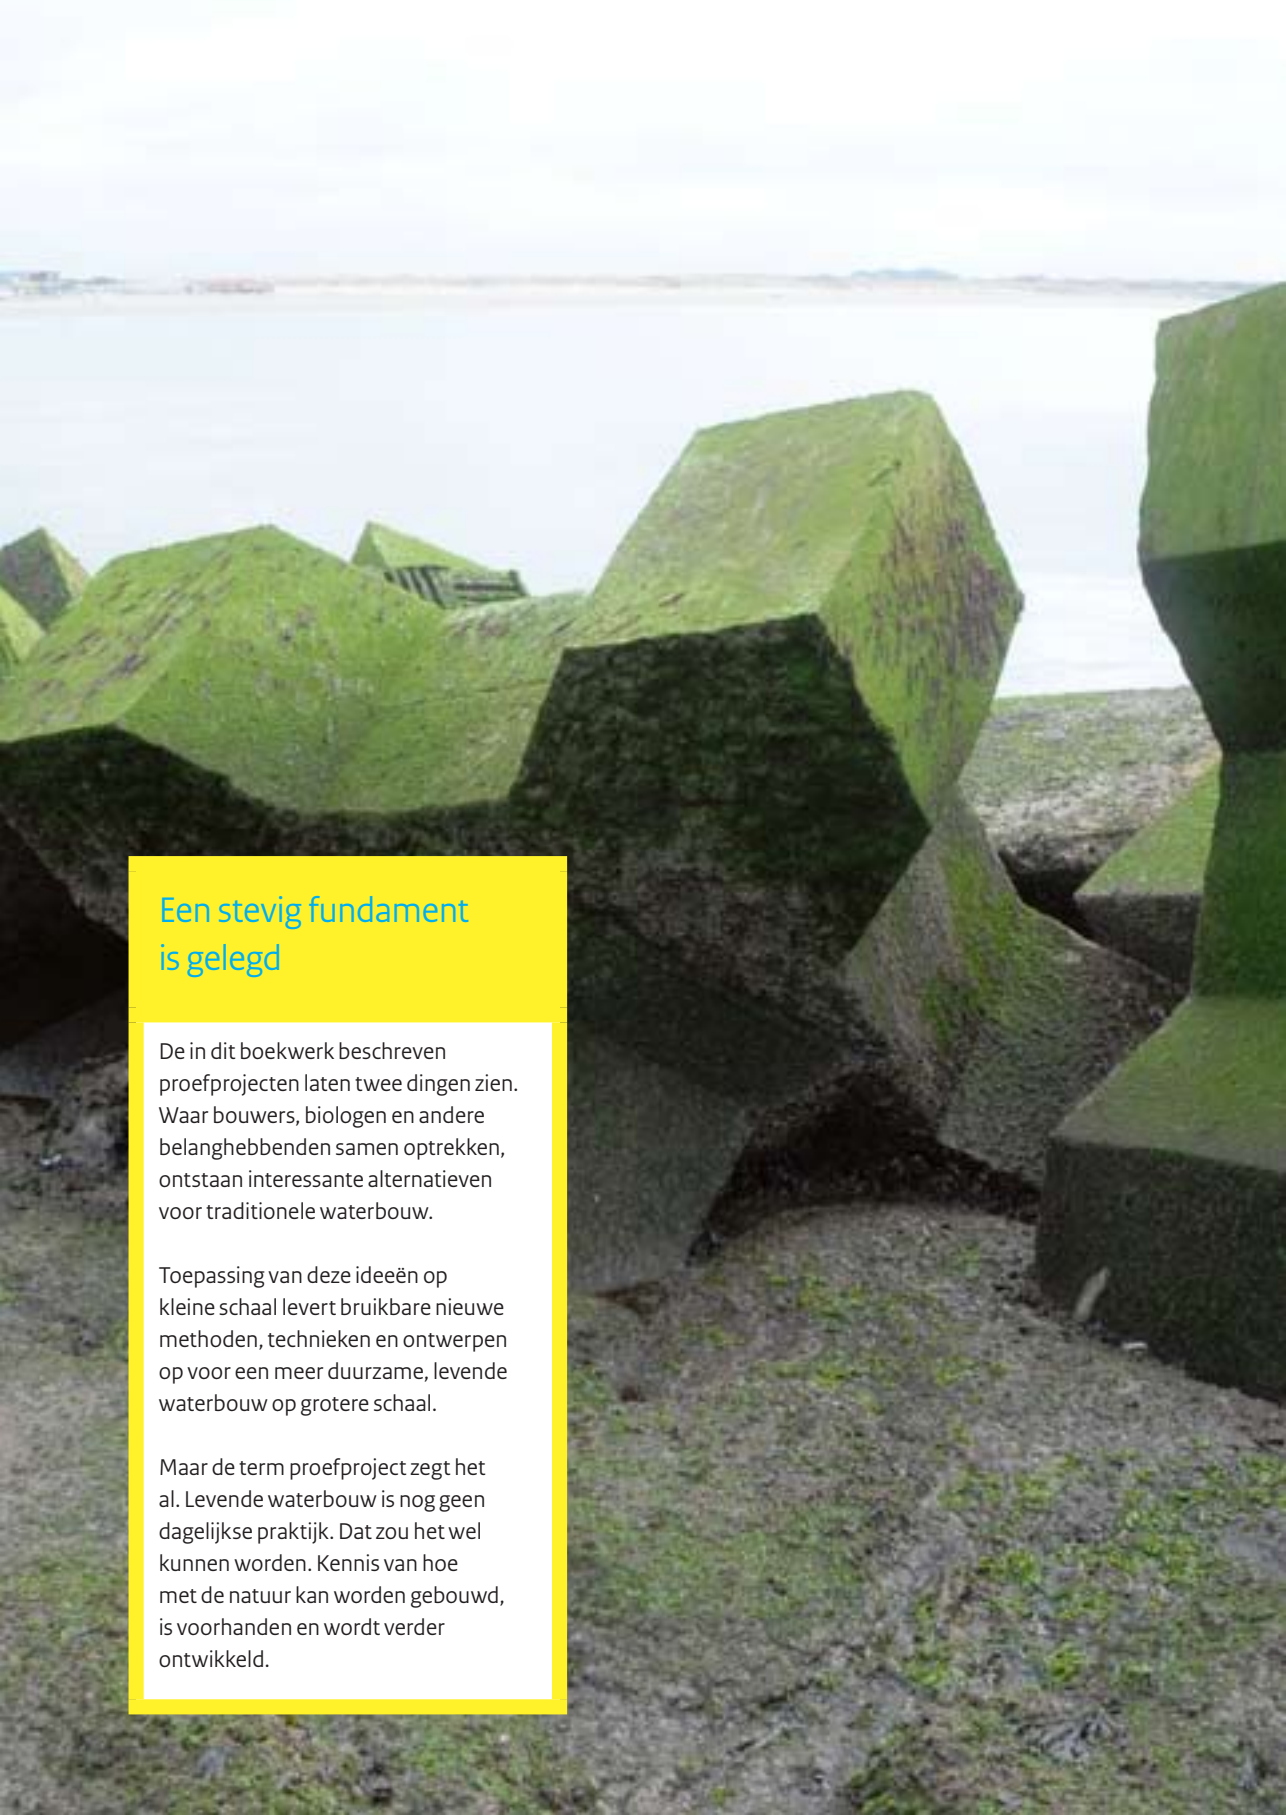 Een stevig fundament
is gelegd
De in dit boekwerk beschreven
proefprojecten laten twee dingen zien.
Waar bouwers, biologen en andere
belanghebbenden samen optrekken,
ontstaan interessante alternatieven
voor traditionele waterbouw.
Toepassing van deze ideeën op
kleine schaal levert bruikbare nieuwe
methoden, technieken en ontwerpen
op voor een meer duurzame, levende
waterbouw op grotere schaal.
Maar de term proefproject zegt het
al. Levende waterbouw is nog geen
dagelijkse praktijk. Dat zou het wel
kunnen worden. Kennis van hoe
met de natuur kan worden gebouwd,
is voorhanden en wordt verder
ontwikkeld.